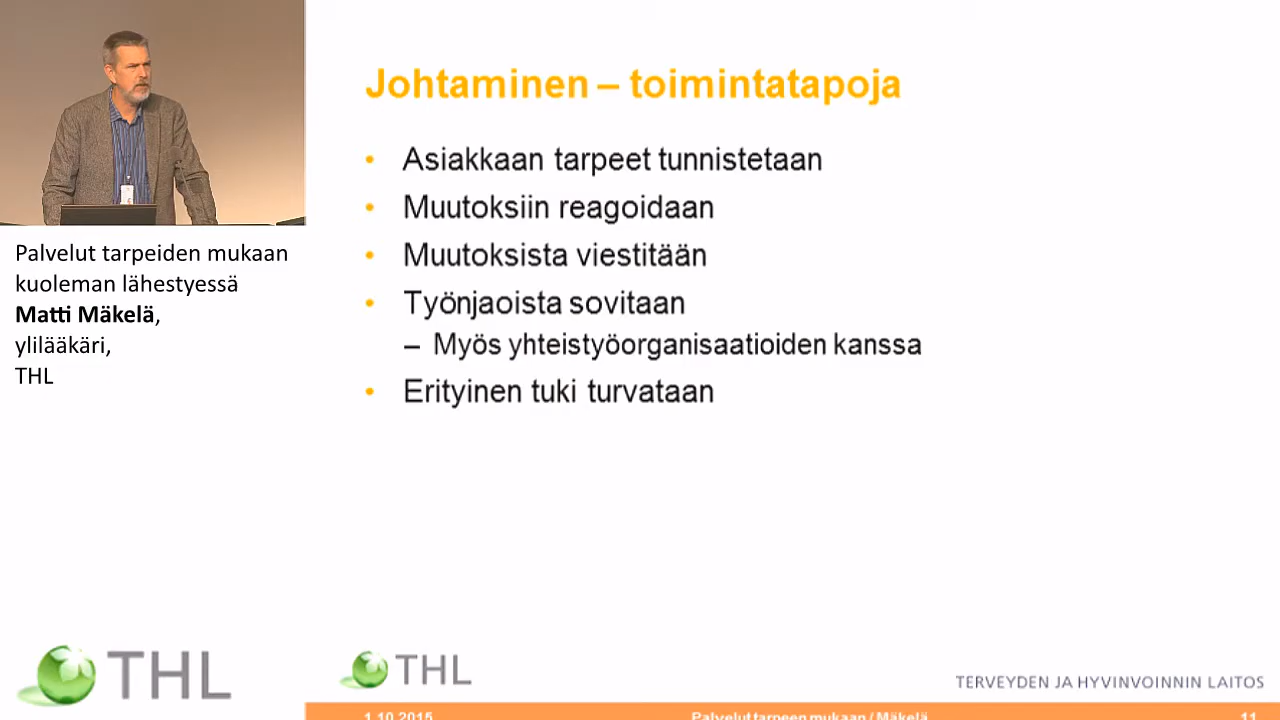 Johtaminen – toimintatapoja
• Asiakkaan tarpeet tunnistetaan
• Muutoksiin reagoidaan
• Muutoksista viestitään
• Työnjaoista sovitaan
– Myös yhteistyöorganisaatioiden kanssa
• Erityinen tuki turvataan
Palvelut tarpeiden mukaan
kuoleman lähestyessä
Matti Mäkelä,
ylilääkäri,
THL
THL
THL
TERVEYDEN JA HYVINVOINNIN LAITOS
1.10.2015 Palvelut tarpeen mukaan / Mäkelä 11